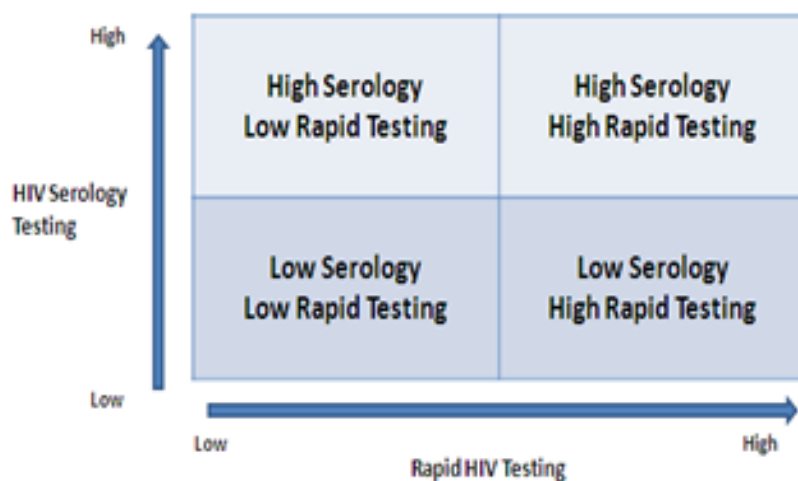 High
High Serology
Low Rapid Testing
High Serology
High Rapid Testing
HIV Serology
Testing
Low Serology
Low Rapid Testing
Low Serology
High Rapid Testing
Low
Low
High
Rapid HIV Testing